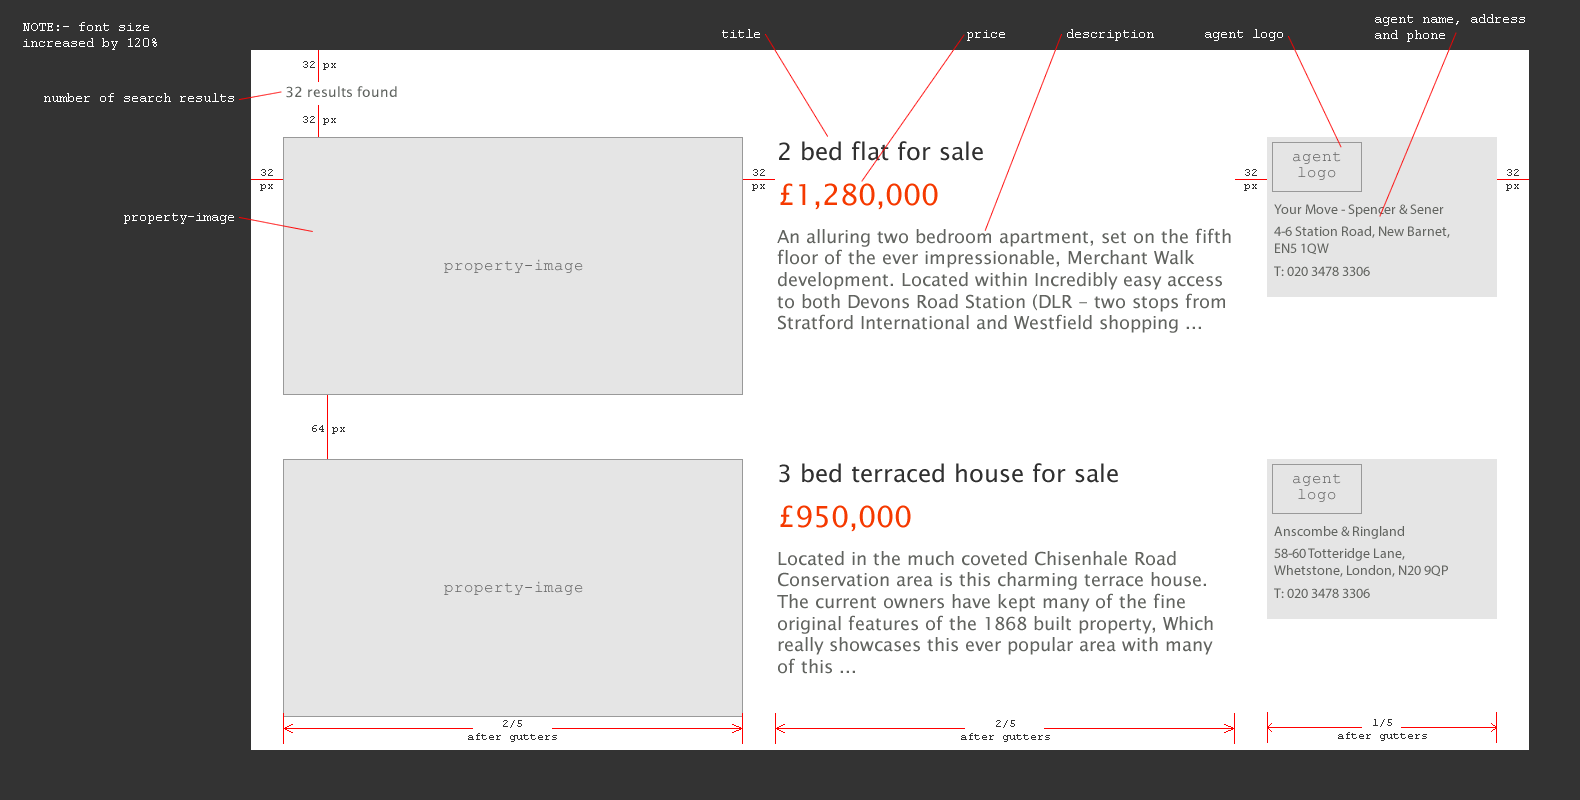 NOTE:- font size
increased by 120%
title
price
description
agent logo
agent name, address
and phone
32 px
number of search results
32 results found
32 px
32
px
32
px
32
px
32
px
property-image
property-image
2 bed flat for sale
£1,280,000
An alluring two bedroom apartment, set on the fifth
floor of the ever impressionable, Merchant Walk
development. Located within Incredibly easy access
to both Devons Road Station (DLR – two stops from
Stratford International and Westfield shopping ...
agent
logo
Your Move - Spencer & Sener
4-6 Station Road, New Barnet,
EN5 1QW
T: 020 3478 3306
64 px
property-image
3 bed terraced house for sale
£950,000
Located in the much coveted Chisenhale Road
Conservation area is this charming terrace house.
The current owners have kept many of the fine
original features of the 1868 built property, Which
really showcases this ever popular area with many
of this ...
agent
logo
Anscombe & Ringland
58-60 Totteridge Lane,
Whetstone, London, N20 9QP
T: 020 3478 3306
2/5
after gutters
2/5
after gutters
1/5
after gutters